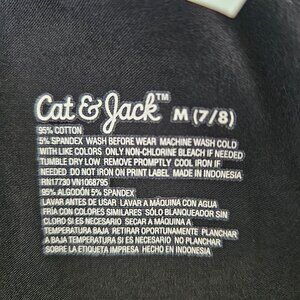 Cat & Jack™ M (7/8)
95% COTTON
5% SPANDEX WASH BEFORE WEAR MACHINE WASH COLD
WITH LIKE COLORS ONLY NON-CHLORINE BLEACH IF NEEDED
TUMBLE DRY LOW REMOVE PROMPTLY COOL IRON IF
NEEDED DO NOT IRON ON PRINT LABEL MADE IN INDONESIA
RN17730 VN1068795
95% ALGODÓN 5% SPANDEX
LAVAR ANTES DE USAR LAVAR A MÁQUINA CON AGUA
FRÍA CON COLORES SIMILARES SÓLO BLANQUEADOR SIN
CLORO SI ES NECESARIO SECAR A MÁQUINA A
TEMPERATURA BAJA RETIRAR OPORTUNAMENTE PLANCHAR
A BAJA TEMPERATURA SI ES NECESARIO NO PLANCHAR
SOBRE LA ETIQUETA IMPRESA HECHO EN INDONESIA